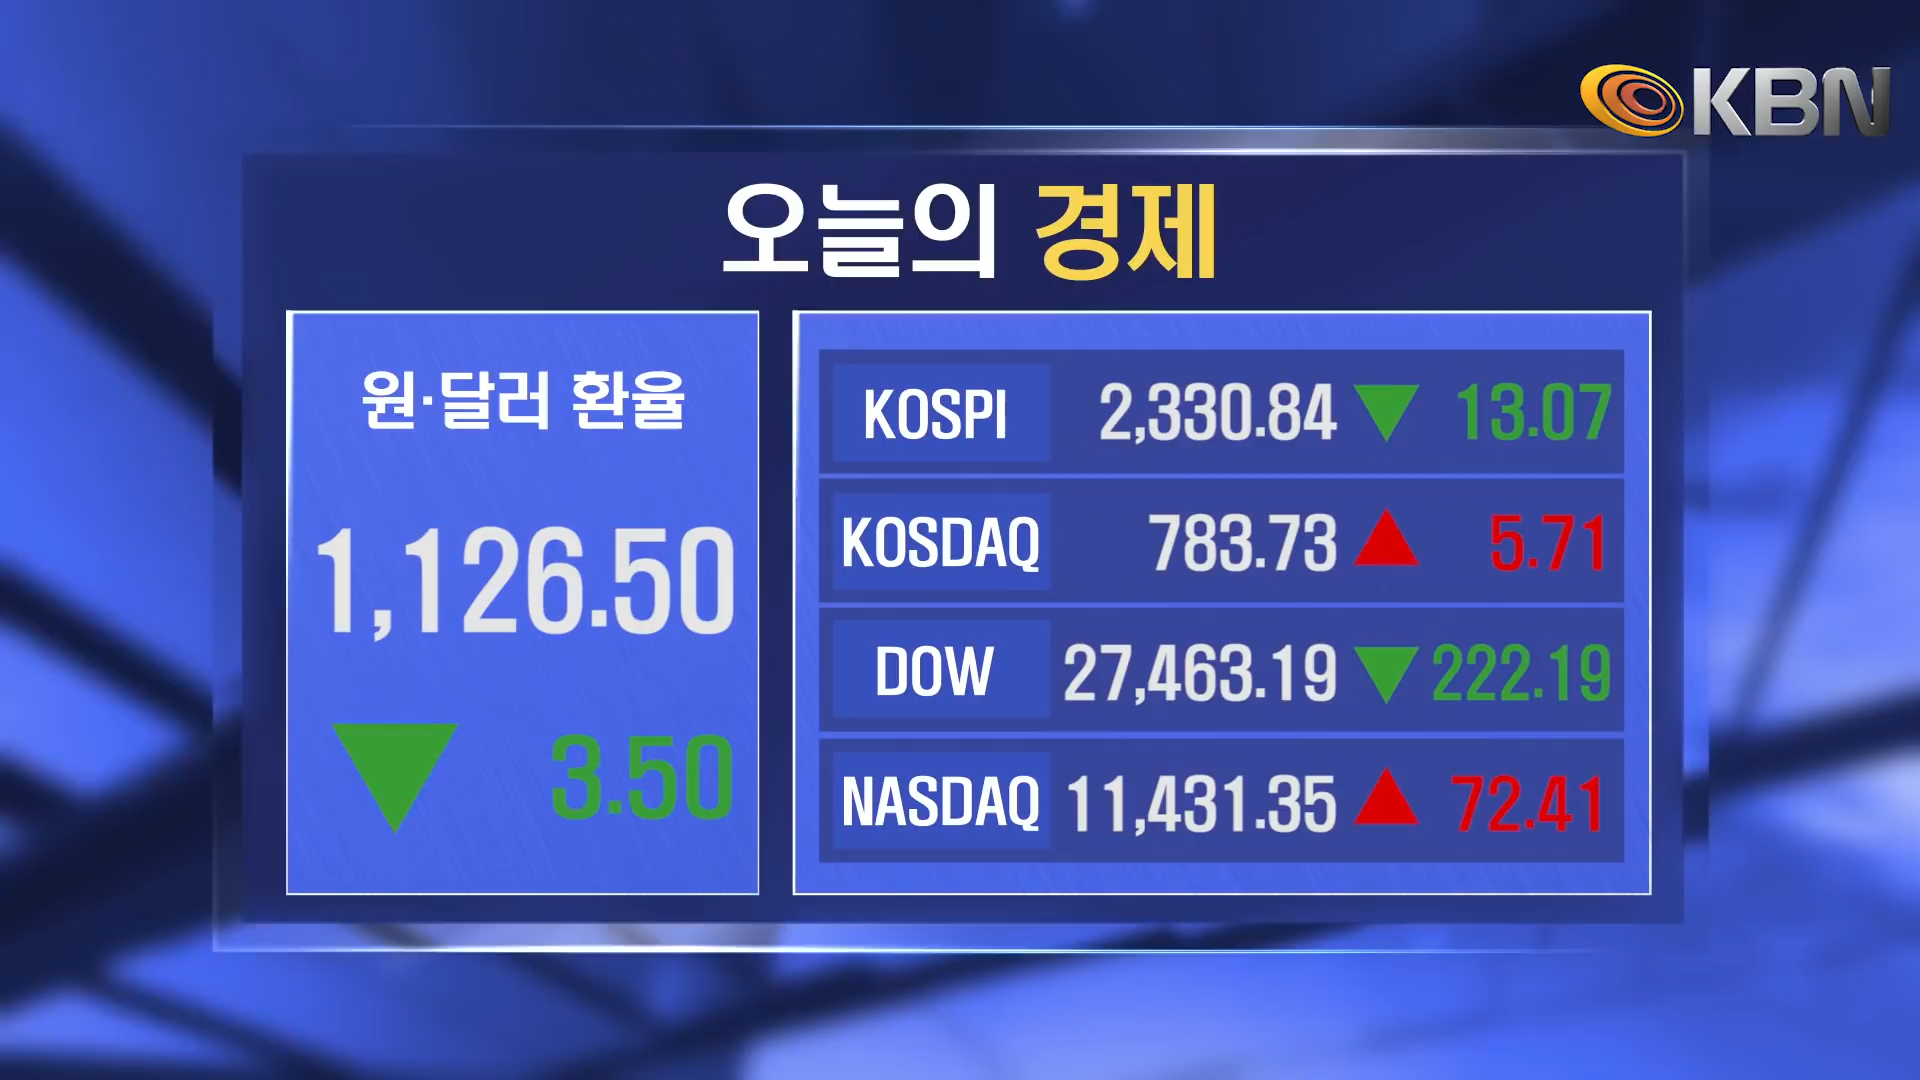 KBN
오늘의 경제
원·달러 환율
1,126.50
▼ 3.50
KOSPI 2,330.84 ▼ 13.07
KOSDAQ 783.73 ▲ 5.71
DOW 27,463.19 ▼ 222.19
NASDAQ 11,431.35 ▲ 72.41